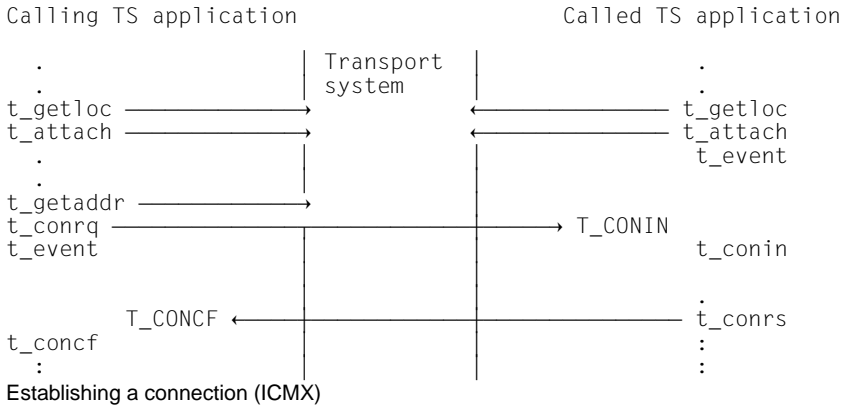 Calling TS application Called TS application
. Transport .
. system .
t_getloc t_getloc
t_attach t_attach
. t_event
.
t_getaddr
t_conrq T_CONIN
t_event t_conin
.
T_CONCF t_conrs
t_concf :
: :
Establishing a connection (ICMX)